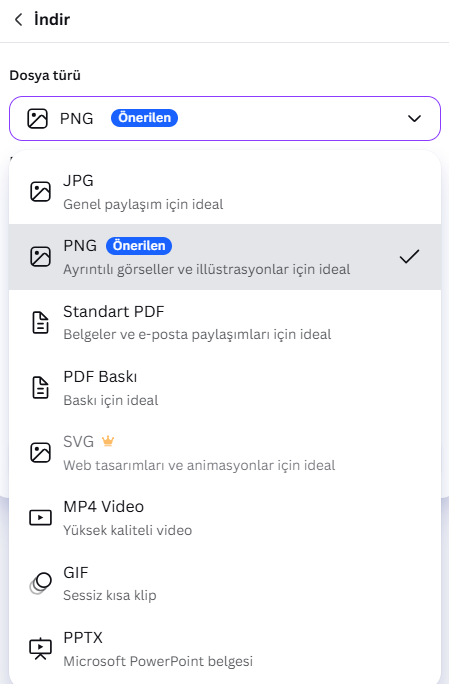 İndir
Dosya türü
PNG Önerilen
JPG
Genel paylaşım için ideal
PNG Önerilen
Ayrıntılı görseller ve illüstrasyonlar için ideal
Standart PDF
Belgeler ve e-posta paylaşımları için ideal
PDF Baskı
Baskı için ideal
SVG
Web tasarımları ve animasyonlar için ideal
MP4 Video
Yüksek kaliteli video
GIF
Sessiz kısa klip
PPTX
Microsoft PowerPoint belgesi